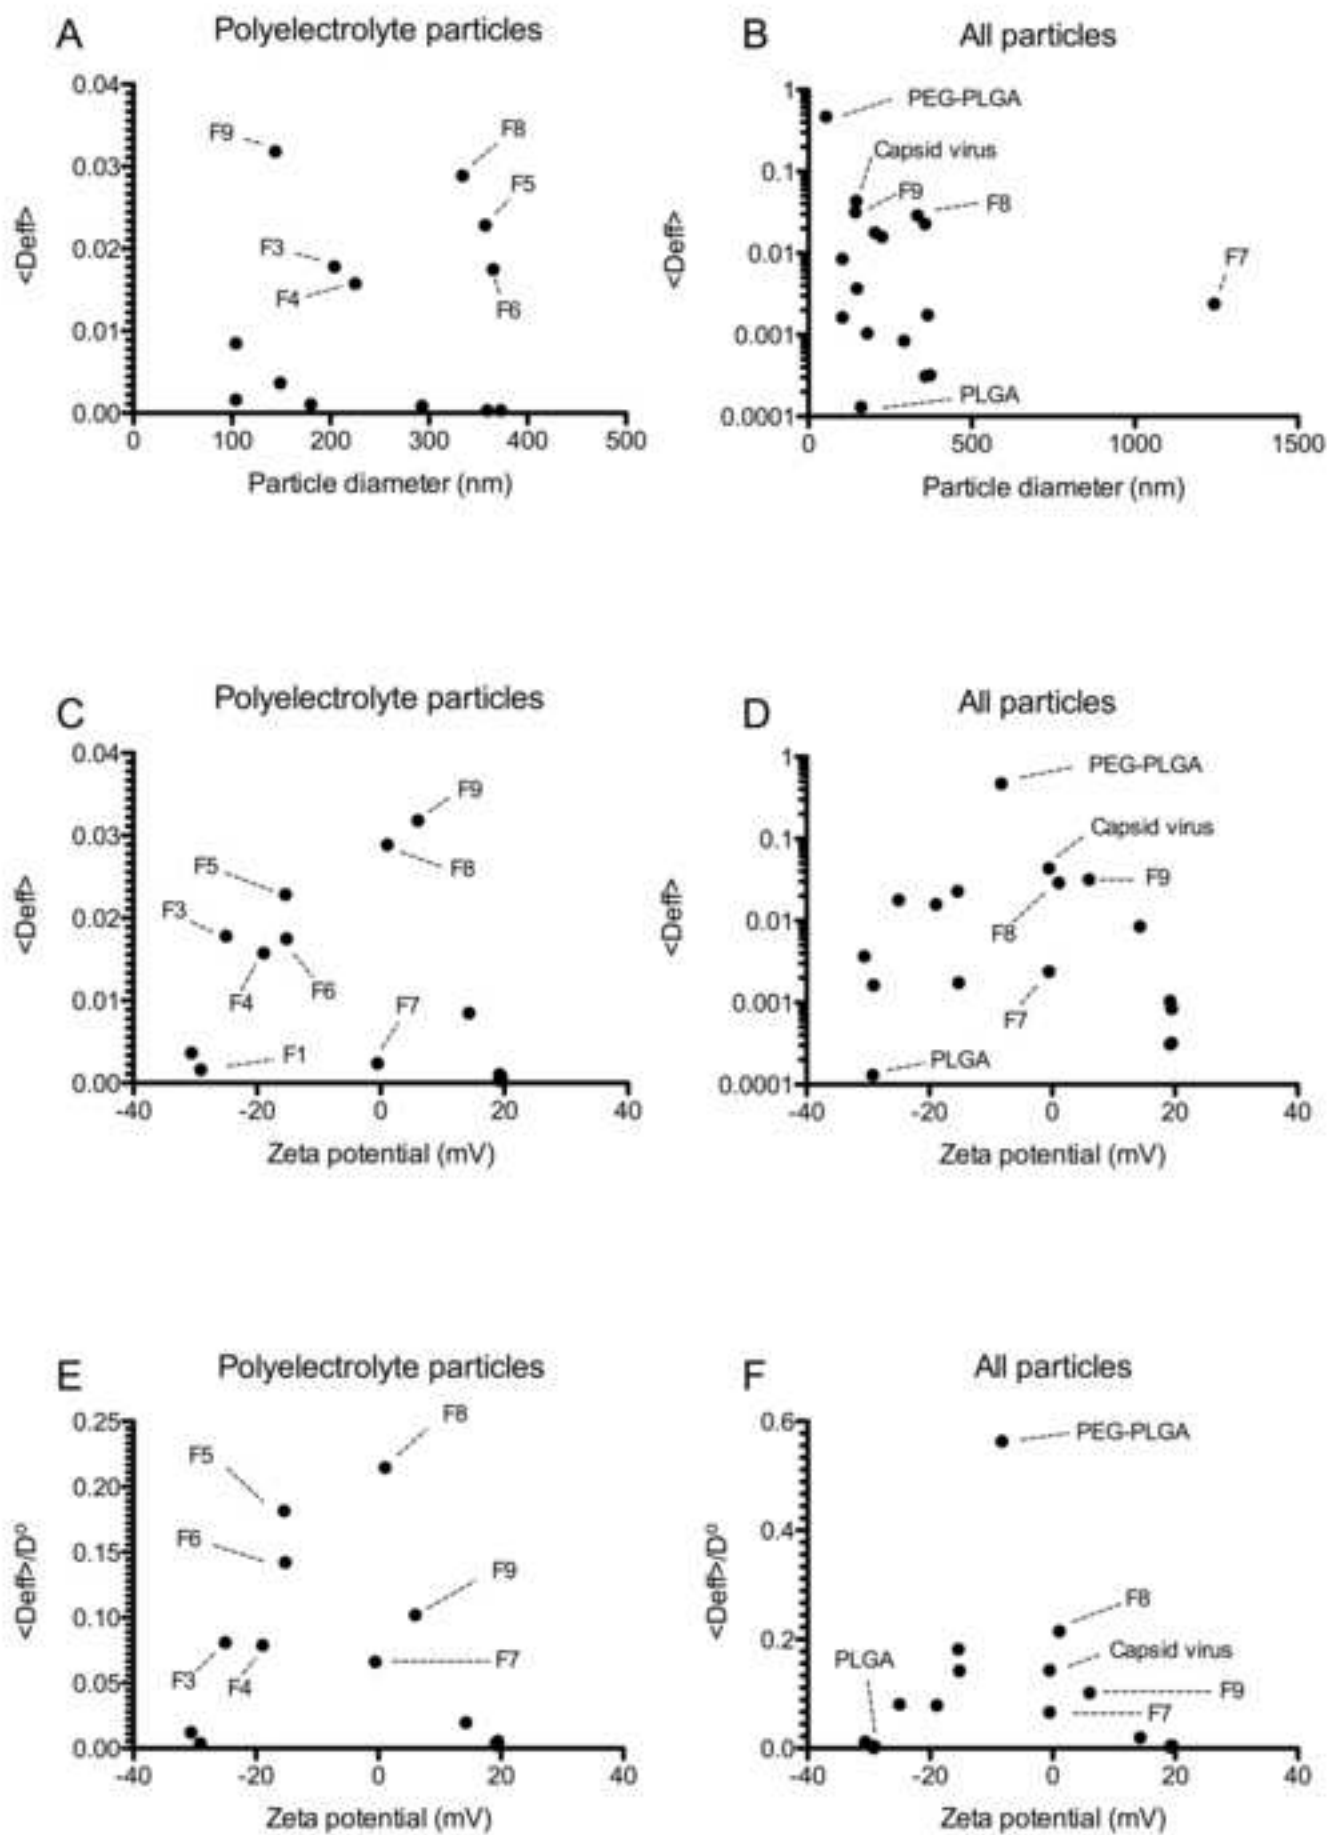 A
Polyelectrolyte particles
0.04
0.03
0.02
0.01
0.00
<Deff>
F9
F8
F5
F3
F4
F6
0 100 200 300 400 500
Particle diameter (nm)
B
All particles
1
0.1
0.01
0.001
0.0001
<Deff>
PEG-PLGA
Capsid virus
F9
F8
F7
PLGA
0 500 1000 1500
Particle diameter (nm)
C
Polyelectrolyte particles
0.04
0.03
0.02
0.01
0.00
<Deff>
F9
F8
F5
F3
F4
F6
F7
F1
-40 -20 0 20 40
Zeta potential (mV)
D
All particles
1
0.1
0.01
0.001
0.0001
<Deff>
PEG-PLGA
Capsid virus
F9
F8
F7
PLGA
-40 -20 0 20 40
Zeta potential (mV)
E
Polyelectrolyte particles
0.25
0.20
0.15
0.10
0.05
0.00
<Deff>/Dº
F8
F5
F6
F9
F3
F4
F7
-40 -20 0 20 40
Zeta potential (mV)
F
All particles
0.6
0.4
0.2
0.0
<Deff>/Dº
PEG-PLGA
F8
Capsid virus
PLGA
F9
F7
-40 -20 0 20 40
Zeta potential (mV)